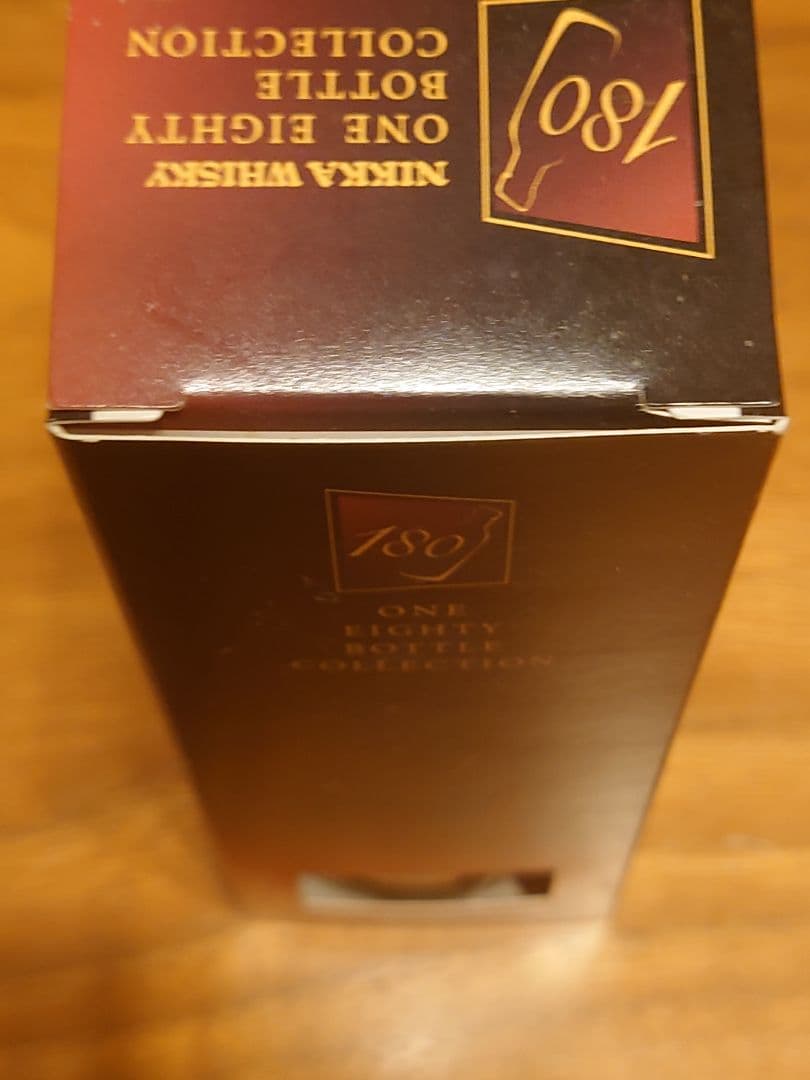 NIKKA WHISKY
ONE EIGHTY
BOTTLE
COLLECTION
180
180
ONE
EIGHTY
BOTTLE
COLLECTION